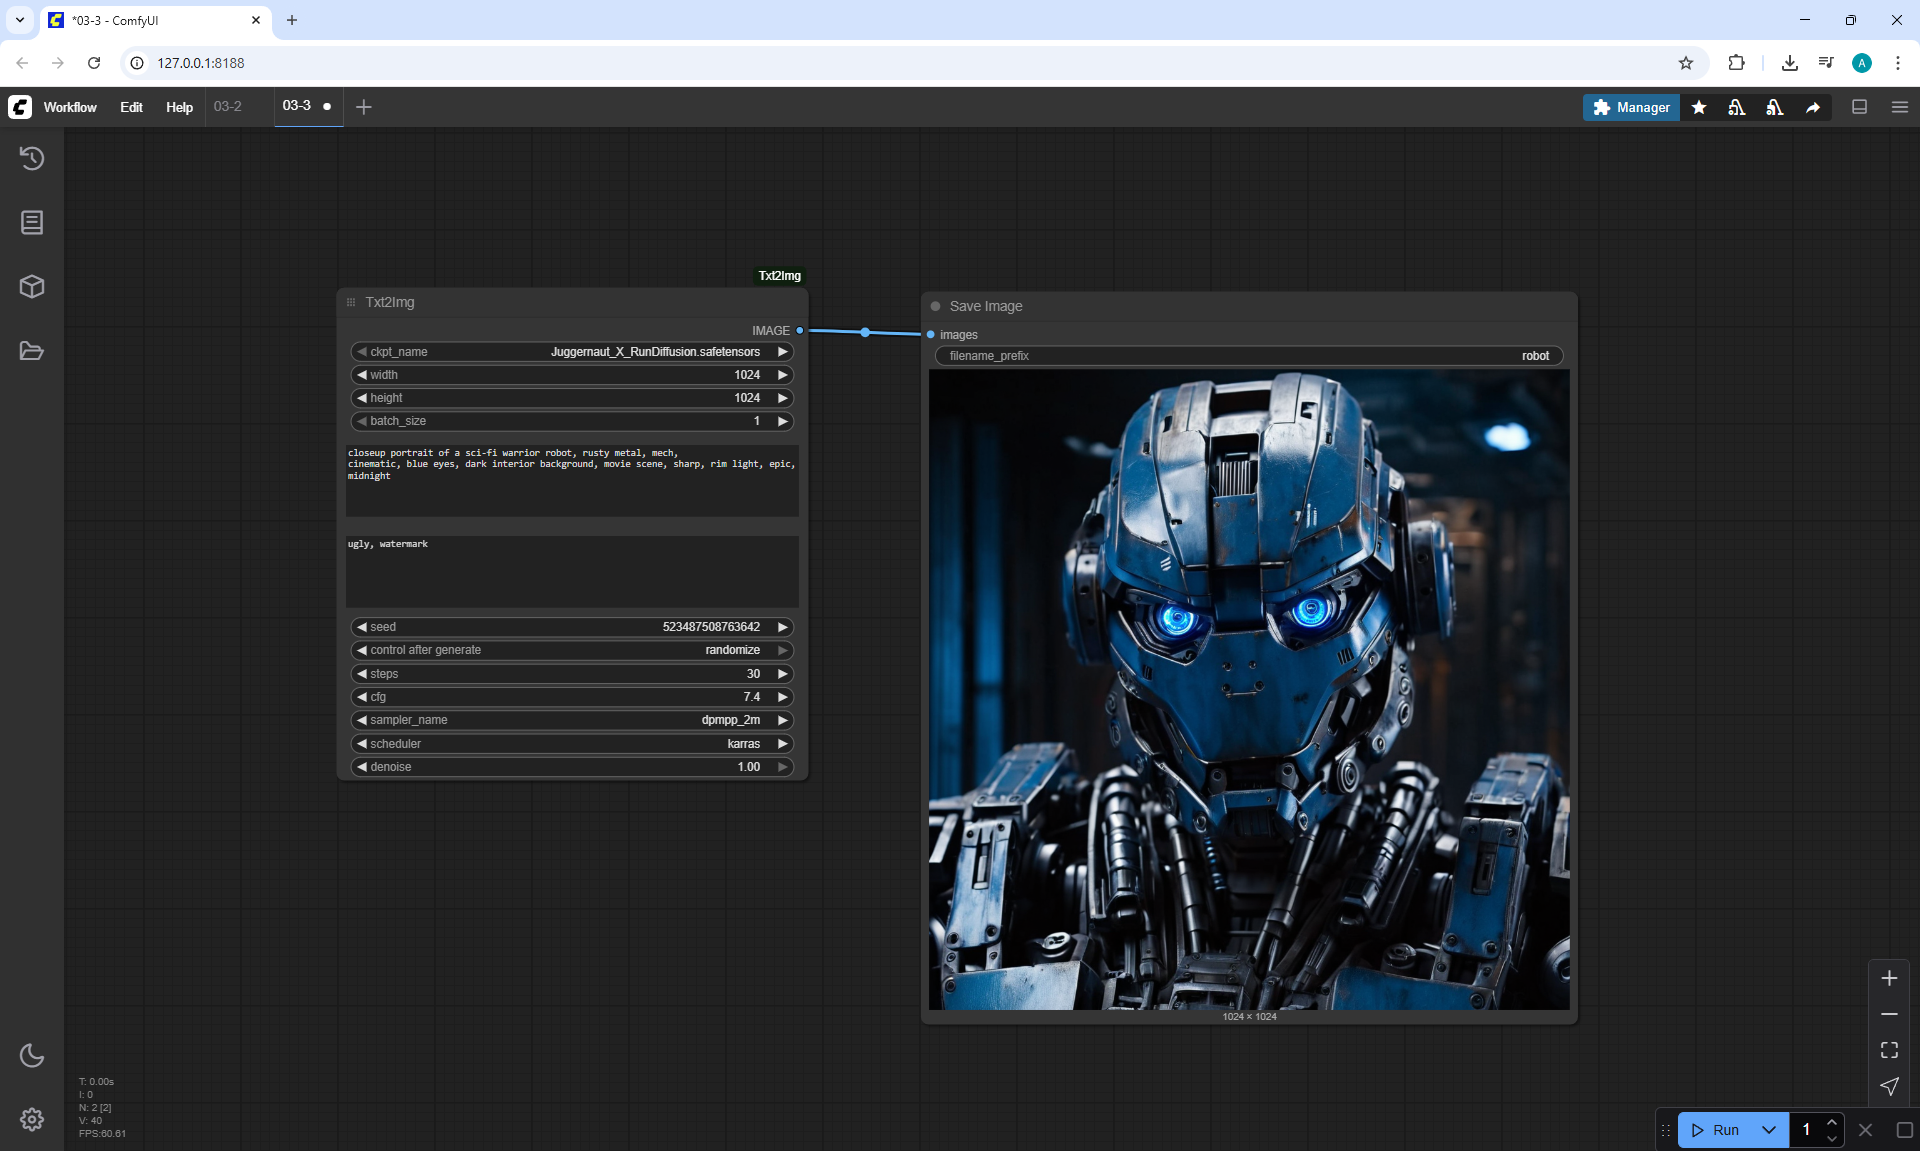 *03-3 - ComfyUI
127.0.0.1:8188
A
Workflow Edit Help 03-2 03-3
Manager
Txt2Img
Txt2Img
IMAGE
ckpt_name Juggernaut_X_RunDiffusion.safetensors
width 1024
height 1024
batch_size 1
closeup portrait of a sci-fi warrior robot, rusty metal, mech,
cinematic, blue eyes, dark interior background, movie scene, sharp, rim light, epic,
midnight
ugly, watermark
seed 523487508763642
control after generate randomize
steps 30
cfg 7.4
sampler_name dpmpp_2m
scheduler karras
denoise 1.00
Save Image
images
filename_prefix robot
1024 × 1024
T: 0.00s
I: 0
N: 2 [2]
V: 40
FPS:60.61
Run 1